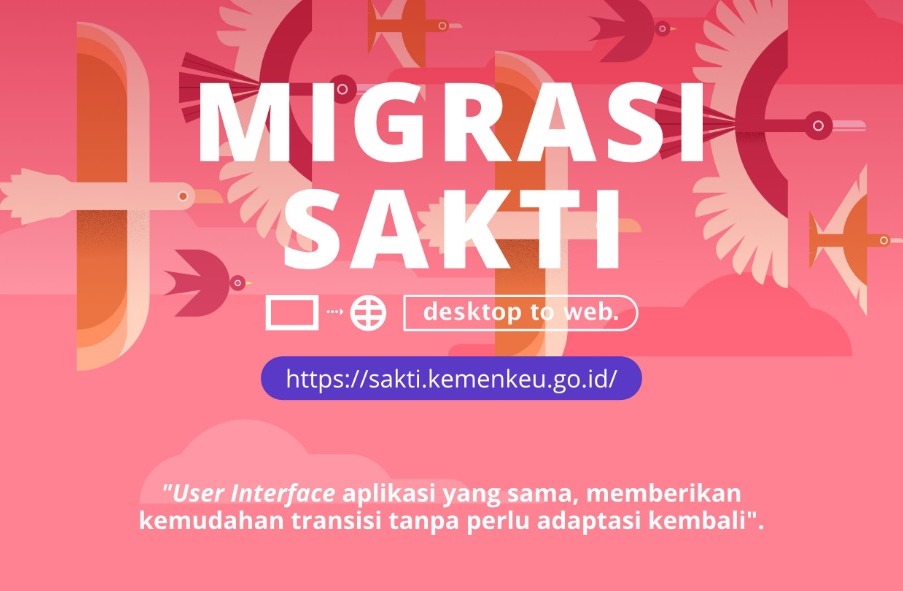 MIGRASI
SAKTI
desktop to web.
https://sakti.kemenkeu.go.id/
"User Interface aplikasi yang sama, memberikan
kemudahan transisi tanpa perlu adaptasi kembali".